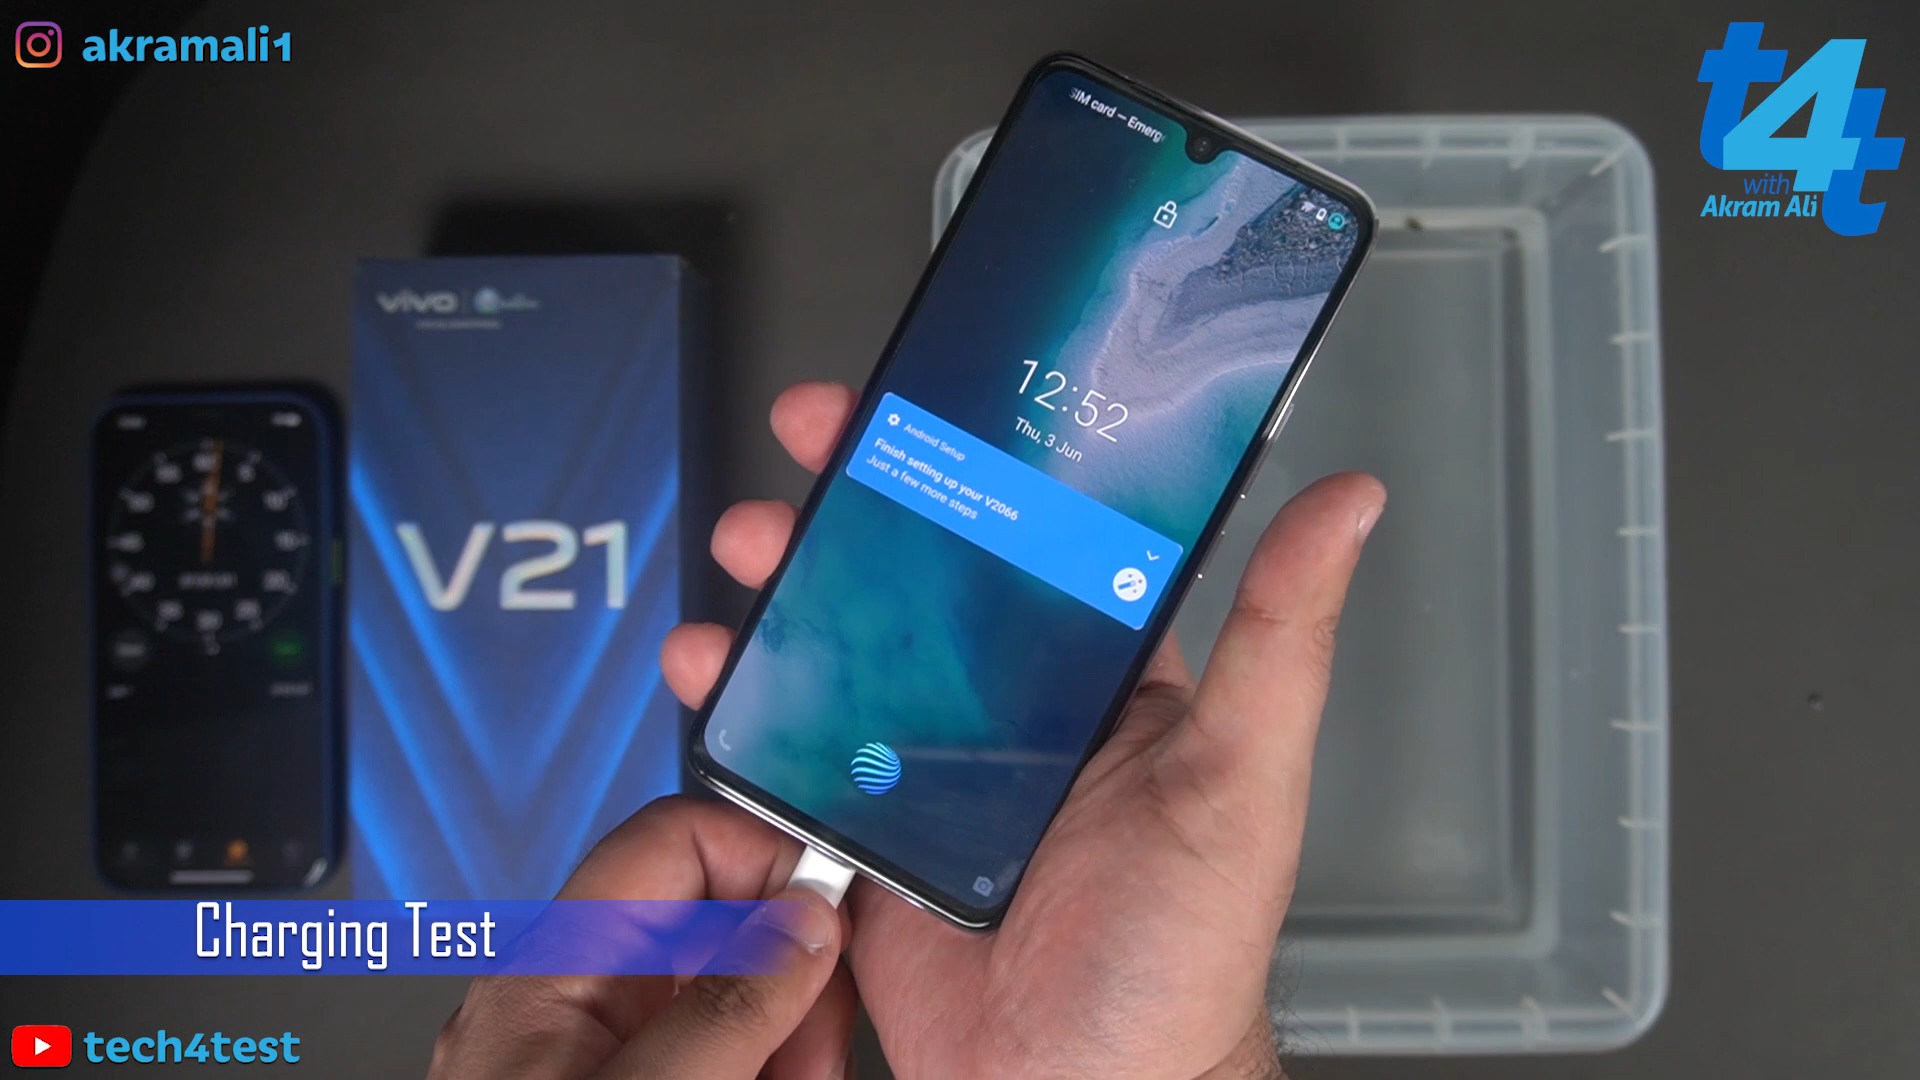 akramali1
t4t
with
Akram Ali
SIM card — Emerg
12:52
Thu, 3 Jun
Android Setup
Finish setting up your V2066
Just a few more steps
vivo
V21
Charging Test
tech4test